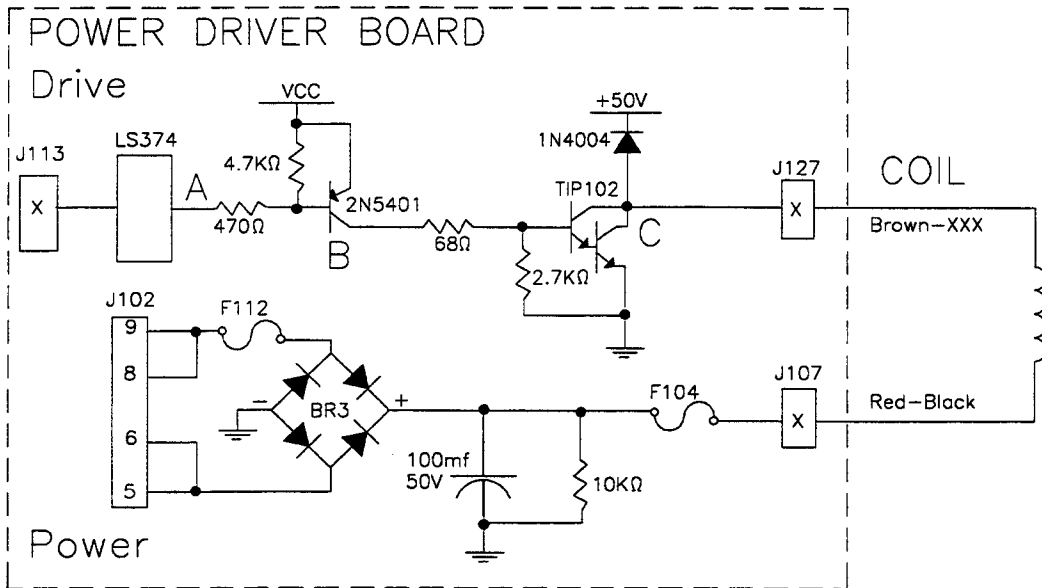 POWER DRIVER BOARD
Drive
VCC
+50V
LS374
1N4004
J113
4.7KΩ
J127
COIL
A
TIP102
X
2N5401
X
470Ω
B
68Ω
C
Brown-XXX
2.7KΩ
J102
F112
9
8
F104
J107
-
BR3
+
Red-Black
X
6
100mf
50V
10KΩ
5
Power